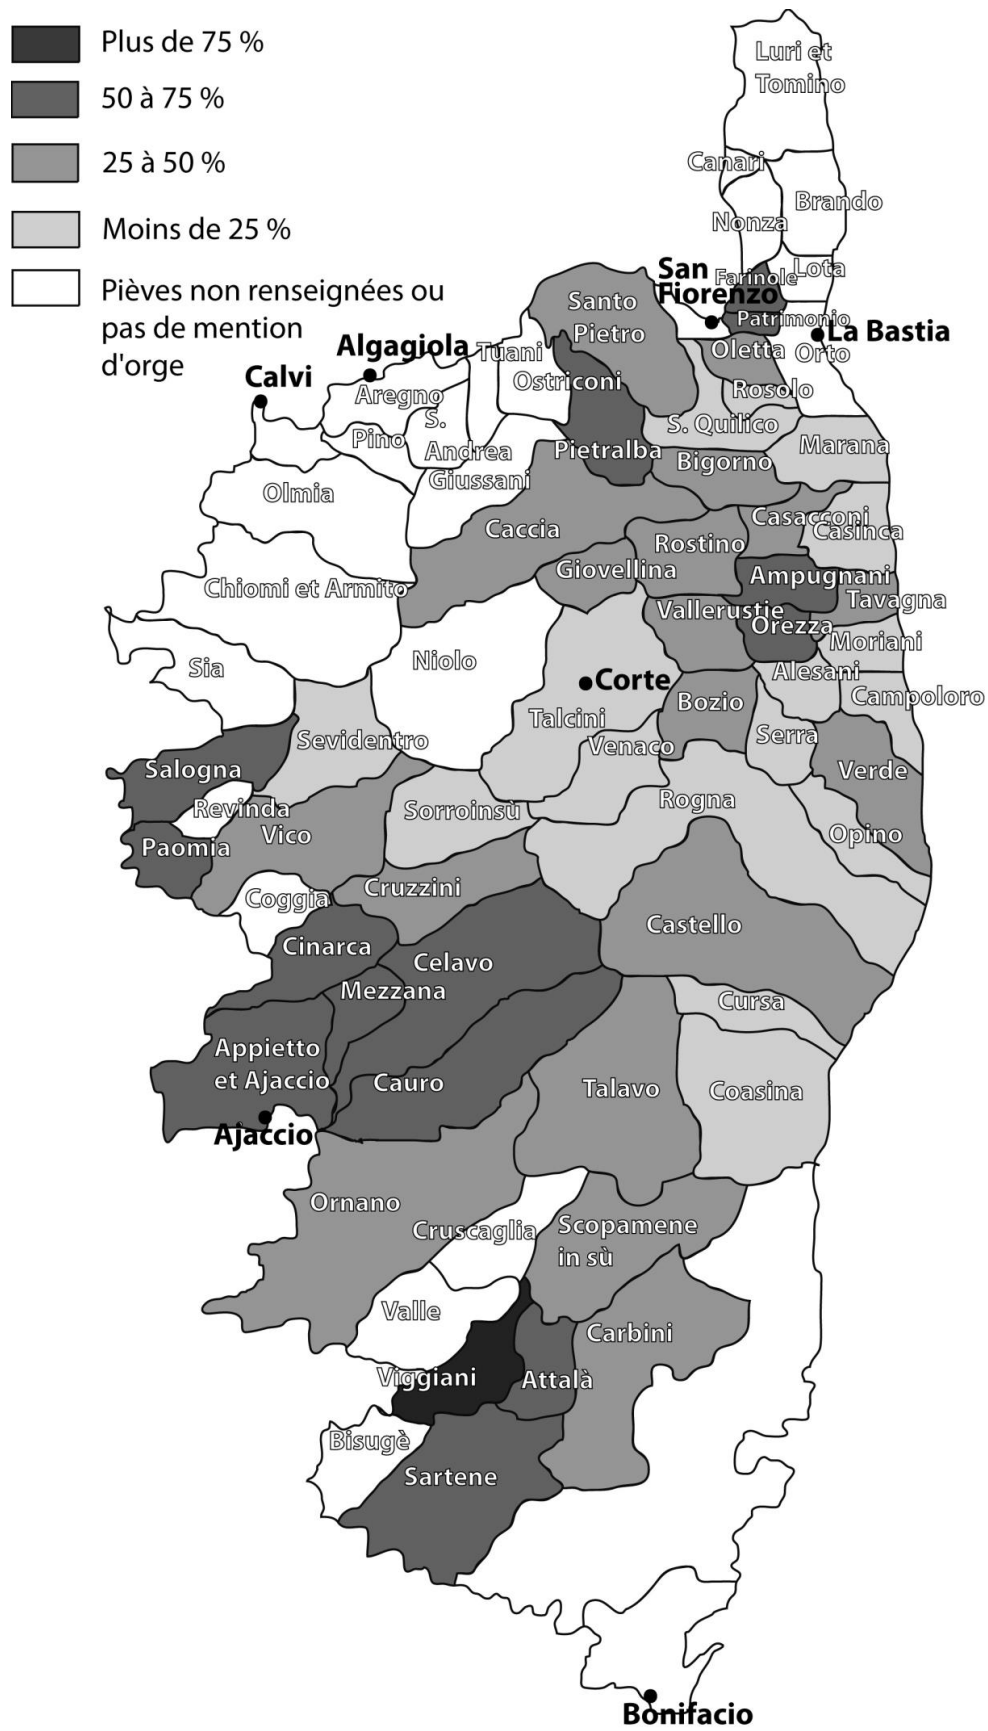 Plus de 75 %
50 à 75 %
25 à 50 %
Moins de 25 %
Pièves non renseignées ou
pas de mention
d'orge
Luri et
Tomino
Canari
Brando
Nonza
Lota
San
Fiorenzo
Farinole
Patrimonio
La Bastia
Santo
Pietro
Oletta
Orto
Algagiola
Tuani
Calvi
Ostriconi
Aregno
Rosolo
S.
Andrea
Pino
S. Quilico
Marana
Pietralba
Bigorno
Giussani
Olmia
Caccia
Casacconi
Casinca
Rostino
Giovellina
Ampugnani
Chiomi et Armito
Tavagna
Vallerustie
Orezza
Moriani
Niolo
Sia
Alesani
Corte
Campoloro
Bozio
Talcini
Sevidentro
Venaco
Serra
Salogna
Verde
Revinda
Sorroinsù
Rogna
Vico
Opino
Paomia
Cruzzini
Coggia
Castello
Cinarca
Celavo
Mezzana
Cursa
Appietto
et Ajaccio
Cauro
Talavo
Coasina
Ajaccio
Ornano
Cruscaglia
Scopamene
in sù
Valle
Carbini
Viggiani
Attalà
Bisugè
Sartene
Bonifacio